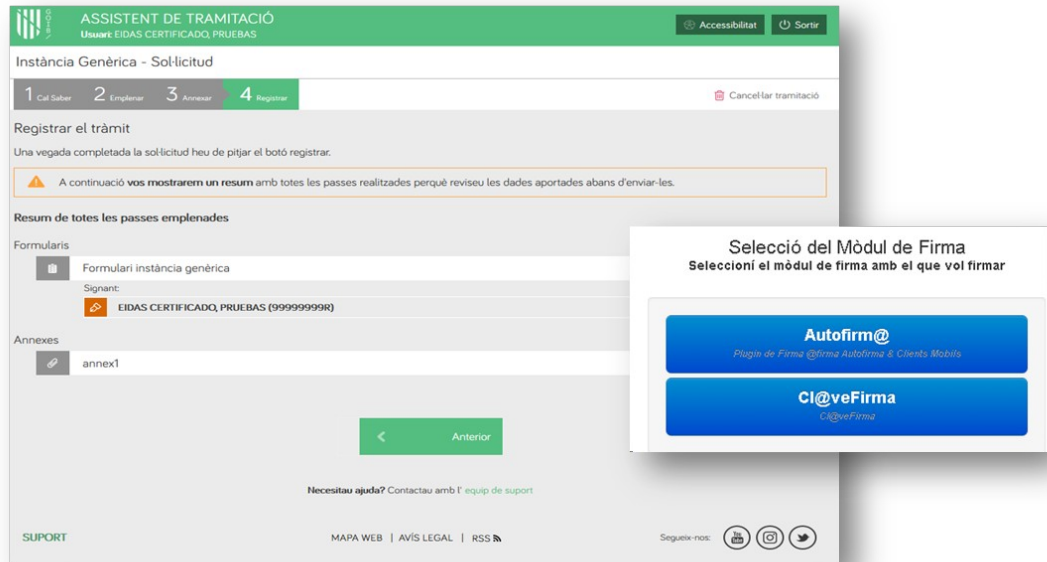 GOIB
ASSISTENT DE TRAMITACIÓ
Usuari: EIDAS CERTIFICADO, PRUEBAS
Accessibilitat
Sortir
Instància Genèrica - Sol·licitud
1 Cal Saber
2 Emplenar
3 Annexar
4 Registrar
Cancel·lar tramitació
Registrar el tràmit
Una vegada completada la sol·licitud heu de pitjar el botó registrar.
A continuació vos mostrarem un resum amb totes les passes realitzades perquè reviseu les dades aportades abans d'enviar-les.
Resum de totes les passes emplenades
Formularis
Formulari instància genèrica
Signant:
EIDAS CERTIFICADO, PRUEBAS (99999999R)
Annexes
annex1
Anterior
Necesitau ajuda? Contactau amb l' equip de suport
SUPORT
MAPA WEB | AVÍS LEGAL | RSS
Segueix-nos:
You Tube
Selecció del Mòdul de Firma
Seleccioní el mòdul de firma amb el que vol firmar
Autofirm@
Plugin de Firma @firma Autofirma & Clients Mobils
Cl@veFirma
Cl@veFirma